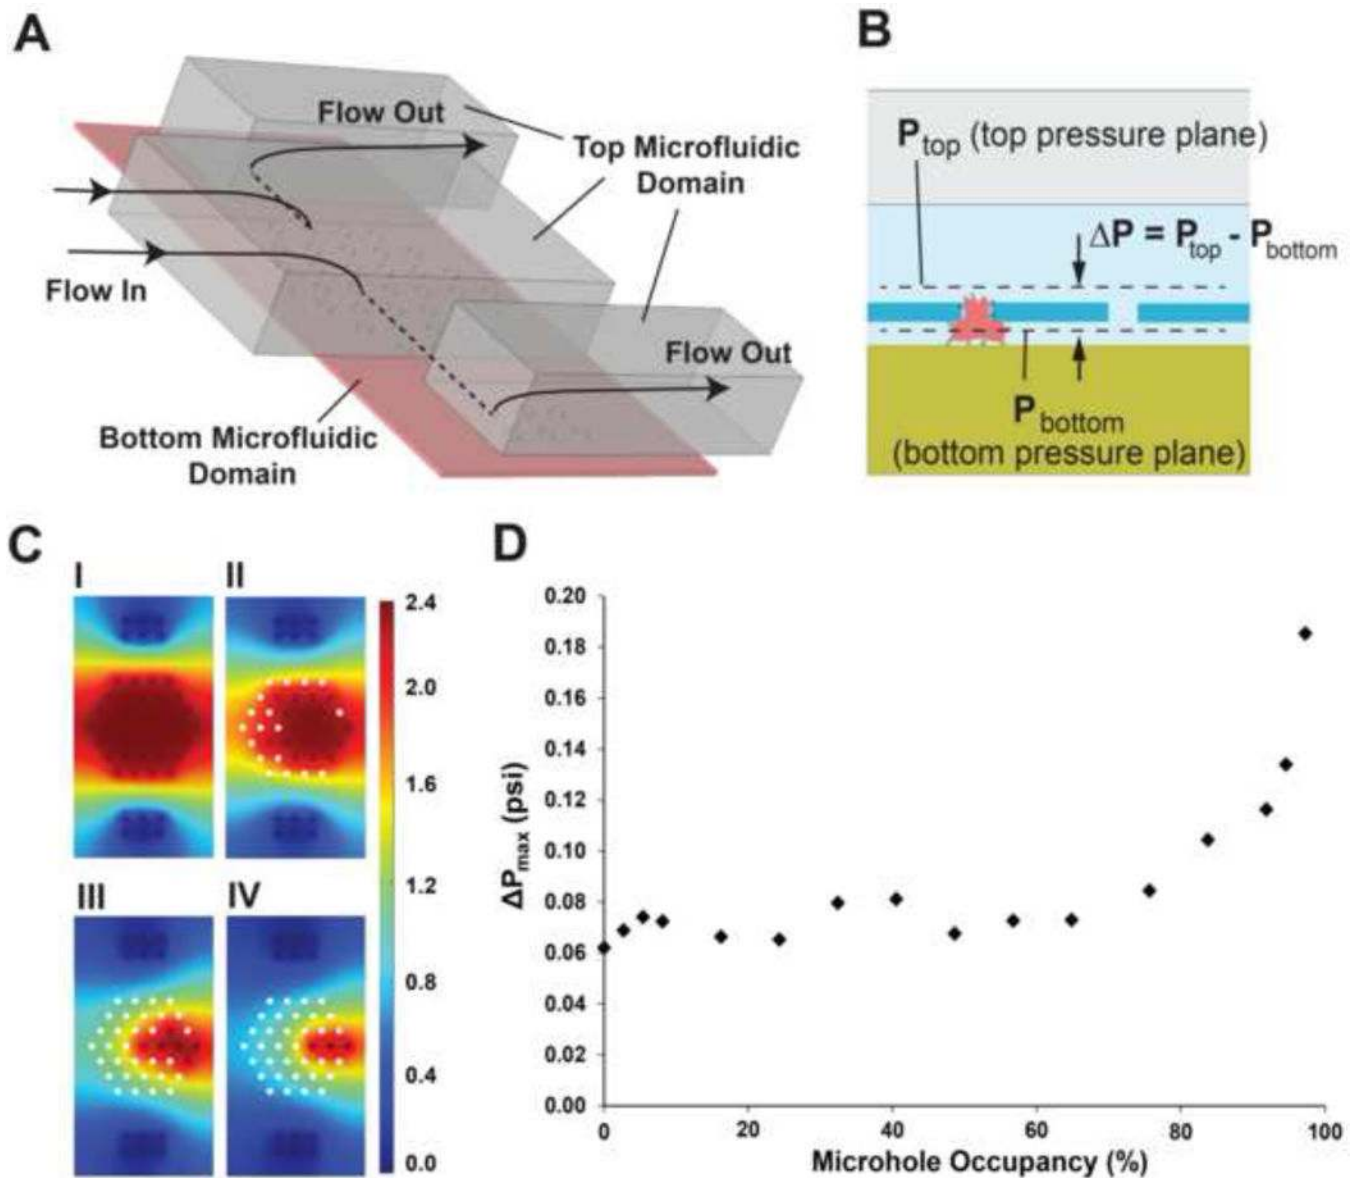 A
Flow Out
Top Microfluidic
Domain
Flow In
Flow Out
Bottom Microfluidic
Domain
B
Ptop (top pressure plane)
ΔP = Ptop - Pbottom
Pbottom
(bottom pressure plane)
C
I
II
2.4
2.0
1.6
1.2
0.8
0.4
0.0
III
IV
D
0.20
0.18
0.16
0.14
0.12
0.10
0.08
0.06
0.04
0.02
0.00
ΔPmax (psi)
0 20 40 60 80 100
Microhole Occupancy (%)